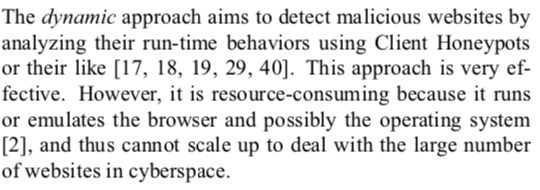 The dynamic approach aims to detect malicious websites by
analyzing their run-time behaviors using Client Honeypots
or their like [17, 18, 19, 29, 40]. This approach is very ef-
fective. However, it is resource-consuming because it runs
or emulates the browser and possibly the operating system
[2], and thus cannot scale up to deal with the large number
of websites in cyberspace.